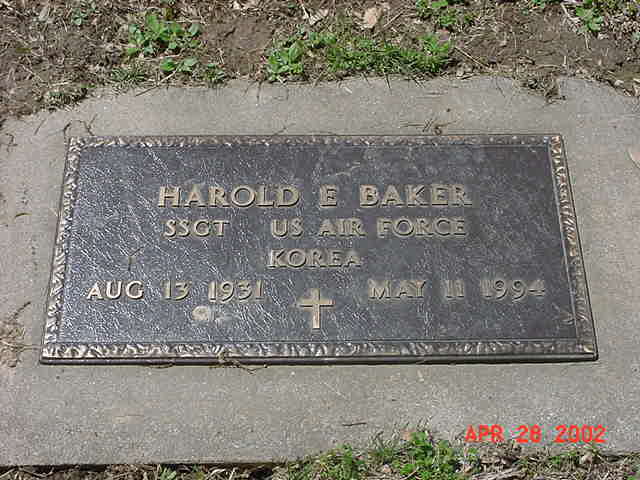 HAROLD E BAKER
SSGT US AIR FORCE
KOREA
AUG 13 1931 MAY 11 1994
APR 28 2002